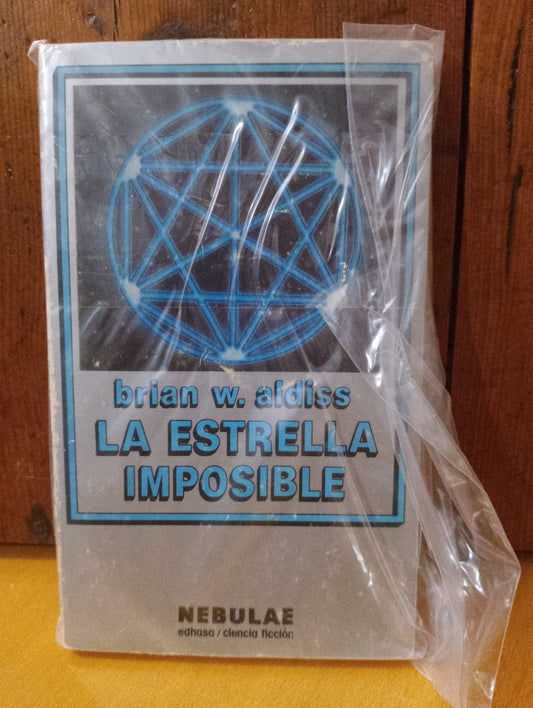 brian w. aldiss
LA ESTRELLA
IMPOSIBLE
NEBULAE
edhasa / ciencia ficción